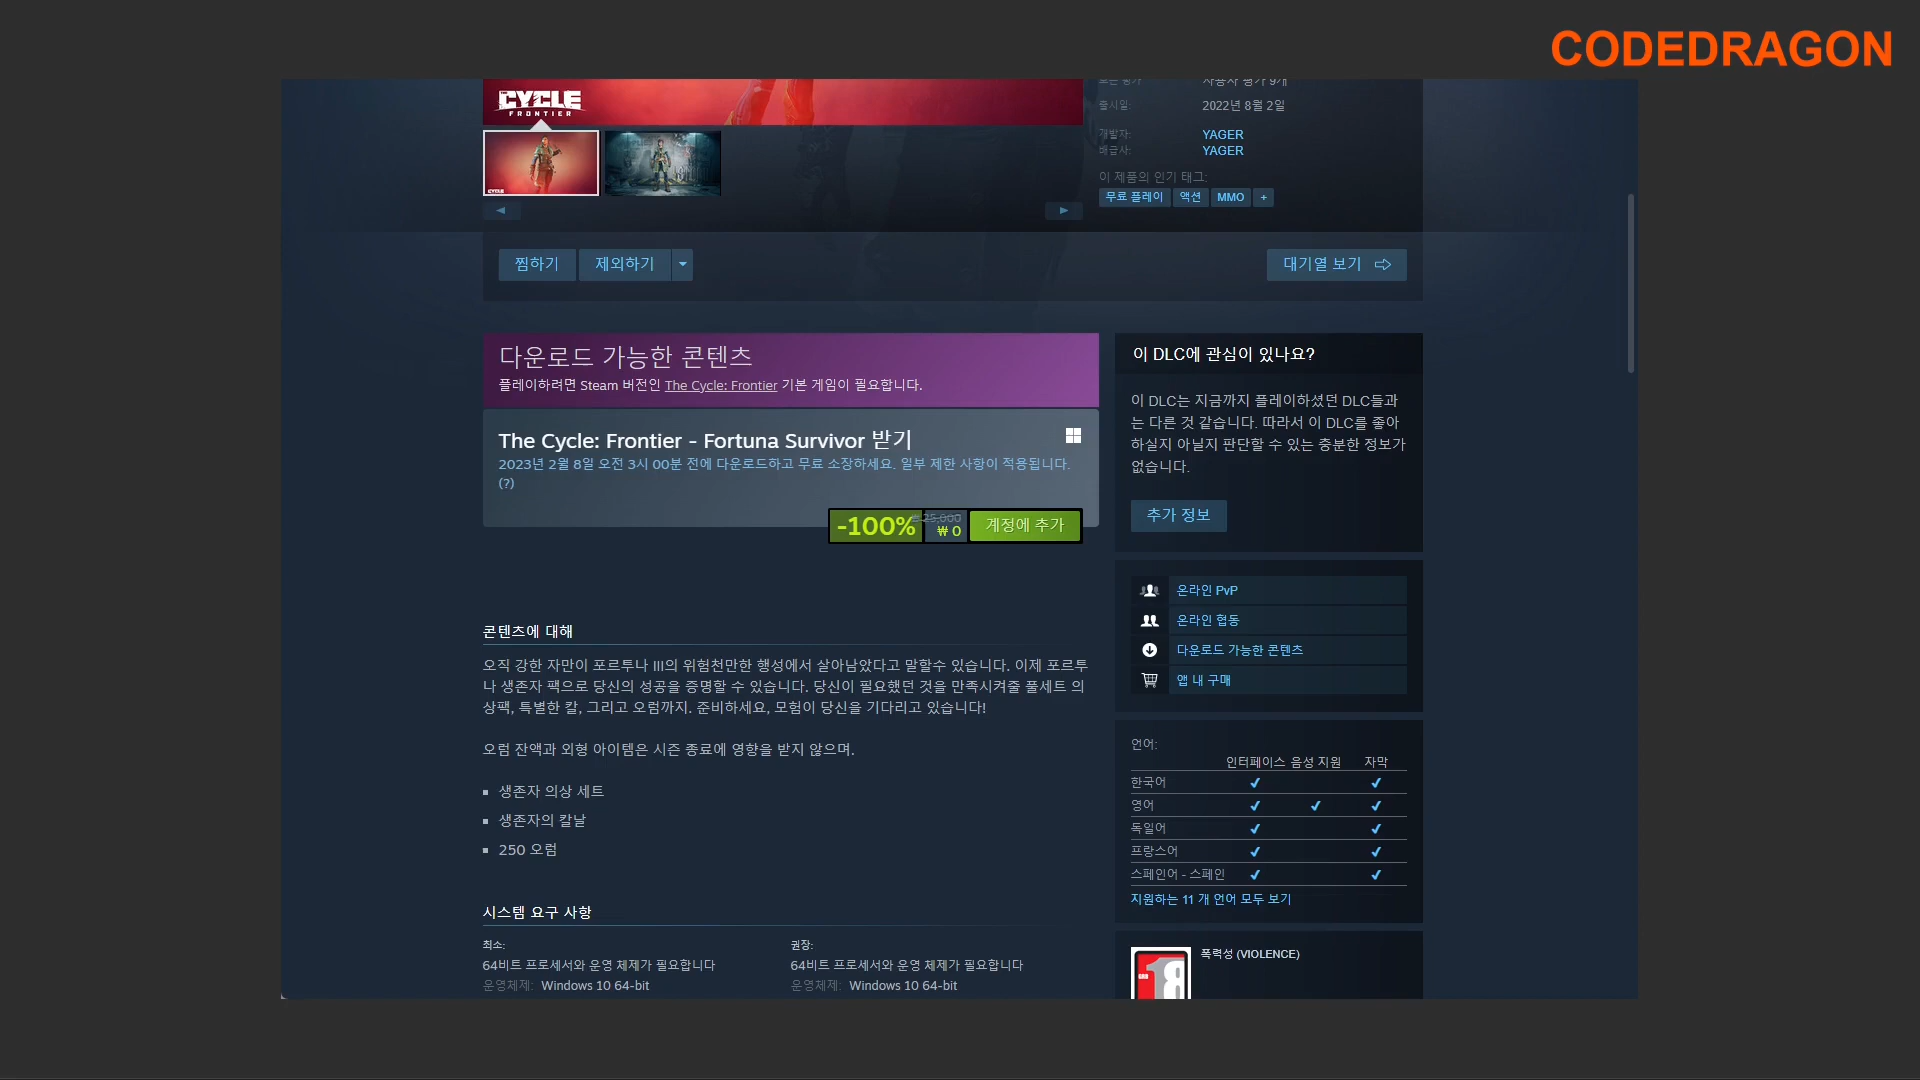 CODEDRAGON
CYCLE
FRONTIER
사용자 평가 9개
출시일:
2022년 8월 2일
개발자:
YAGER
배급사:
YAGER
이 제품의 인기 태그:
무료 플레이
액션
MMO
+
찜하기
제외하기
대기열 보기
다운로드 가능한 콘텐츠
플레이하려면 Steam 버전인 The Cycle: Frontier 기본 게임이 필요합니다.
The Cycle: Frontier - Fortuna Survivor 받기
2023년 2월 8일 오전 3시 00분 전에 다운로드하고 무료 소장하세요. 일부 제한 사항이 적용됩니다.
(?)
-100%
₩ 25,000
₩ 0
계정에 추가
콘텐츠에 대해
오직 강한 자만이 포르투나 III의 위험천만한 행성에서 살아남았다고 말할수 있습니다. 이제 포르투
나 생존자 팩으로 당신의 성공을 증명할 수 있습니다. 당신이 필요했던 것을 만족시켜줄 풀세트 의
상팩, 특별한 칼, 그리고 오럼까지. 준비하세요, 모험이 당신을 기다리고 있습니다!
오럼 잔액과 외형 아이템은 시즌 종료에 영향을 받지 않으며.
생존자 의상 세트
생존자의 칼날
250 오럼
시스템 요구 사항
최소:
64비트 프로세서와 운영 체제가 필요합니다
운영체제: Windows 10 64-bit
권장:
64비트 프로세서와 운영 체제가 필요합니다
운영체제: Windows 10 64-bit
이 DLC에 관심이 있나요?
이 DLC는 지금까지 플레이하셨던 DLC들과
는 다른 것 같습니다. 따라서 이 DLC를 좋아
하실지 아닐지 판단할 수 있는 충분한 정보가
없습니다.
추가 정보
온라인 PvP
온라인 협동
다운로드 가능한 콘텐츠
앱 내 구매
언어:
인터페이스 음성 지원 자막
한국어 ✔ ✔
영어 ✔ ✔ ✔
독일어 ✔ ✔
프랑스어 ✔ ✔
스페인어 - 스페인 ✔ ✔
지원하는 11 개 언어 모두 보기
18
폭력성 (VIOLENCE)